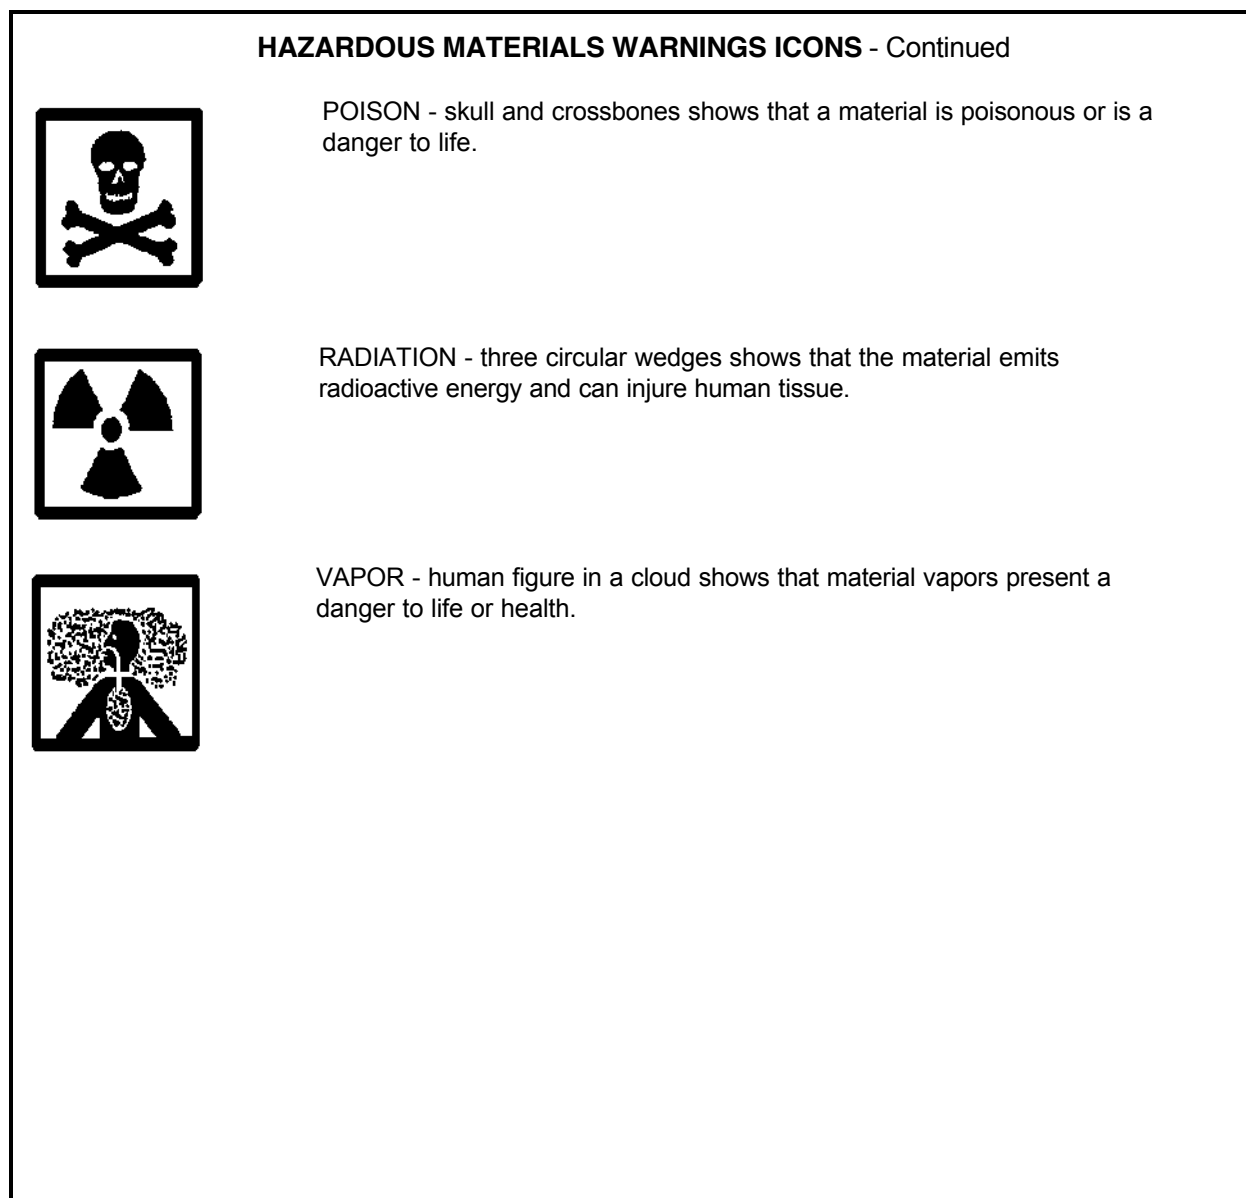 HAZARDOUS MATERIALS WARNINGS ICONS - Continued
POISON - skull and crossbones shows that a material is poisonous or is a
danger to life.
RADIATION - three circular wedges shows that the material emits
radioactive energy and can injure human tissue.
VAPOR - human figure in a cloud shows that material vapors present a
danger to life or health.